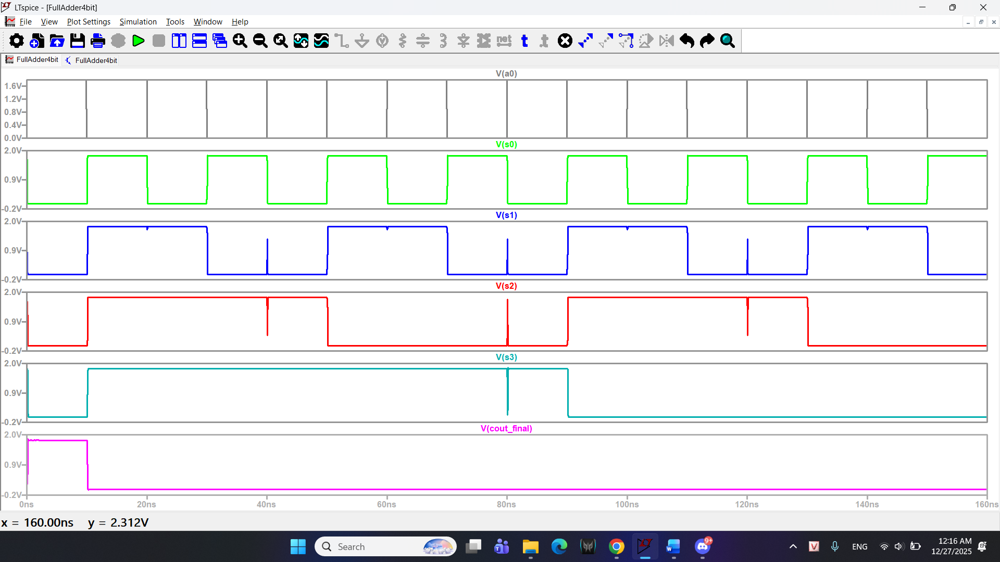 LTspice - [FullAdder4bit]
File View Plot Settings Simulation Tools Window Help
net t t
FullAdder4bit FullAdder4bit
V(a0)
1.6V
1.2V
0.8V
0.4V
0.0V
V(s0)
2.0V
0.9V
-0.2V
V(s1)
2.0V
0.9V
-0.2V
V(s2)
2.0V
0.9V
-0.2V
V(s3)
2.0V
0.9V
-0.2V
V(cout_final)
2.0V
0.9V
-0.2V
0ns 20ns 40ns 60ns 80ns 100ns 120ns 140ns 160ns
x = 160.00ns y = 2.312V
Search
9+
ENG
12:16 AM
12/27/2025